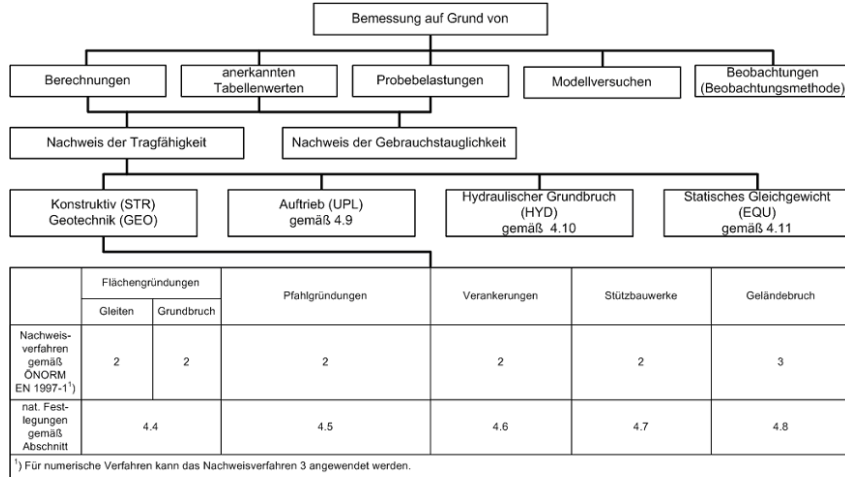 Bemessung auf Grund von
Berechnungen
anerkannten
Tabellenwerten
Probebelastungen
Modellversuchen
Beobachtungen
(Beobachtungsmethode)
Nachweis der Tragfähigkeit
Nachweis der Gebrauchstauglichkeit
Konstruktiv (STR)
Geotechnik (GEO)
Auftrieb (UPL)
gemäß 4.9
Hydraulischer Grundbruch
(HYD)
gemäß 4.10
Statisches Gleichgewicht
(EQU)
gemäß 4.11
Flächengründungen
Gleiten
Grundbruch
Pfahlgründungen
Verankerungen
Stützbauwerke
Geländebruch
Nachweis-
verfahren
gemäß
ÖNORM
EN 1997-1¹)
2
2
2
2
2
3
nat. Fest-
legungen
gemäß
Abschnitt
4.4
4.5
4.6
4.7
4.8
¹) Für numerische Verfahren kann das Nachweisverfahren 3 angewendet werden.